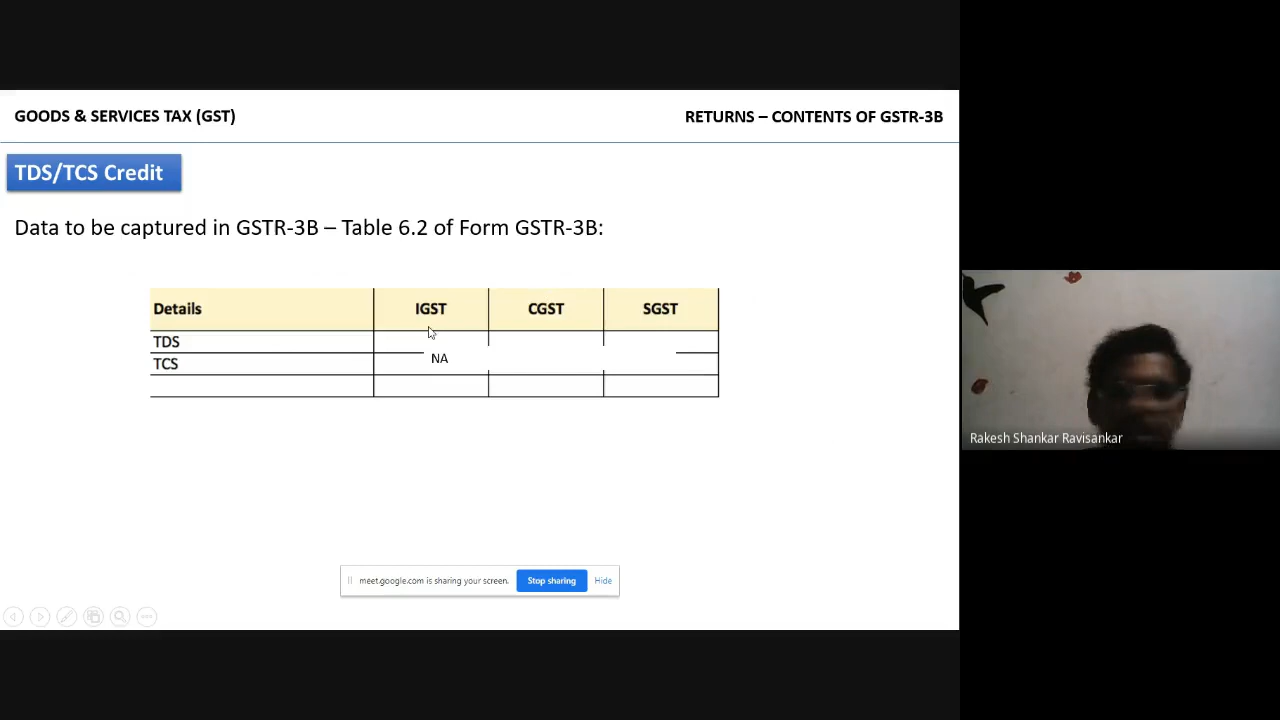 GOODS & SERVICES TAX (GST)
RETURNS – CONTENTS OF GSTR-3B
TDS/TCS Credit
Data to be captured in GSTR-3B – Table 6.2 of Form GSTR-3B:
Details IGST CGST SGST
TDS
NA
TCS
Rakesh Shankar Ravisankar
meet.google.com is sharing your screen. Stop sharing Hide